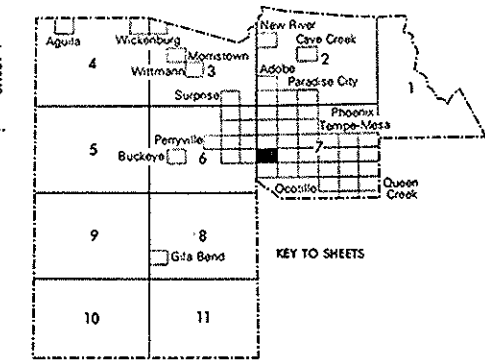 New River
Aguila
Wickenburg
Cave Creek
Morristown
4
2
Wittmann 3
Adobe
1
Surprise
Paradise City
Phoenix
Tempe-Mesa
Perryville
5
7
Buckeye 6
Ocotillo
Queen
Creek
9
8
KEY TO SHEETS
Gila Bend
10
11